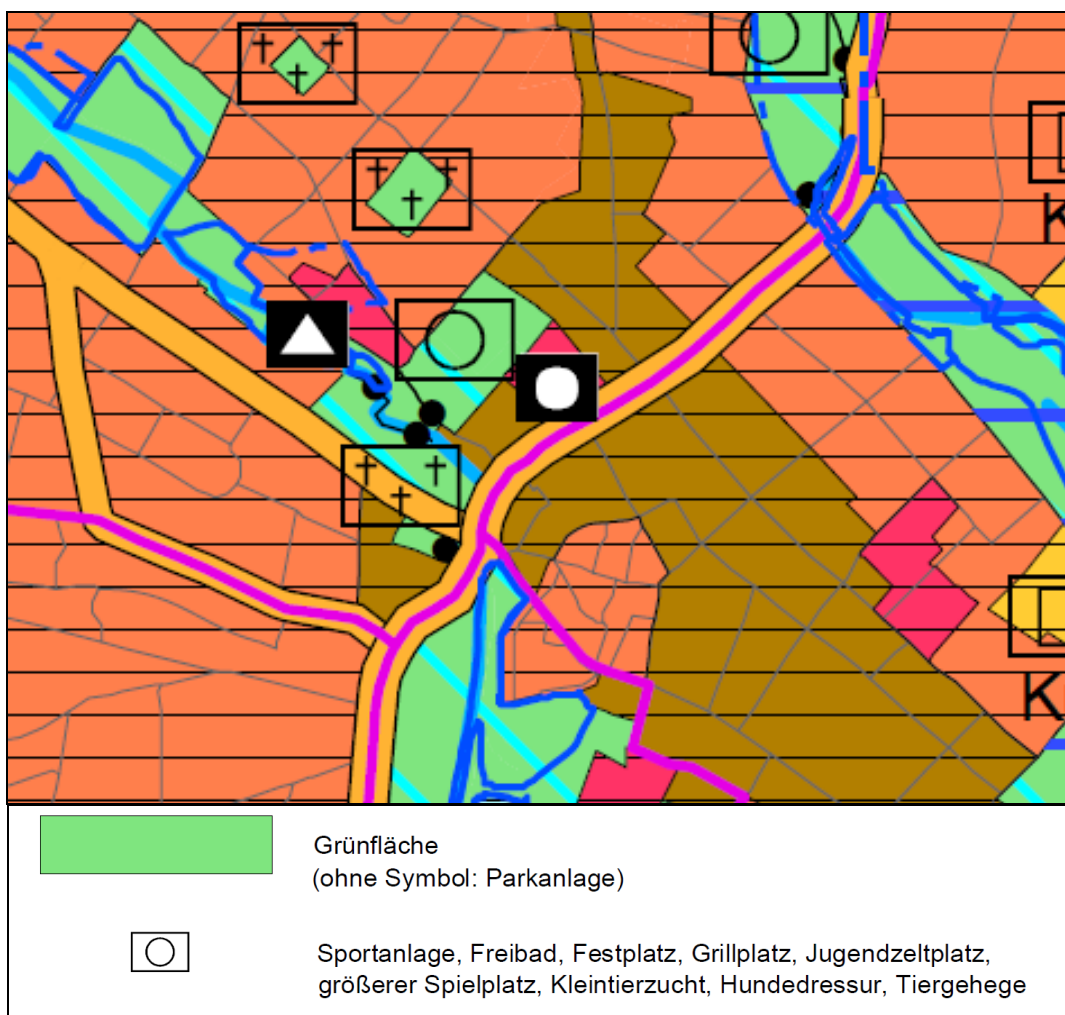 K
K
Grünfläche
(ohne Symbol: Parkanlage)
Sportanlage, Freibad, Festplatz, Grillplatz, Jugendzeltplatz,
größerer Spielplatz, Kleintierzucht, Hundedressur, Tiergehege